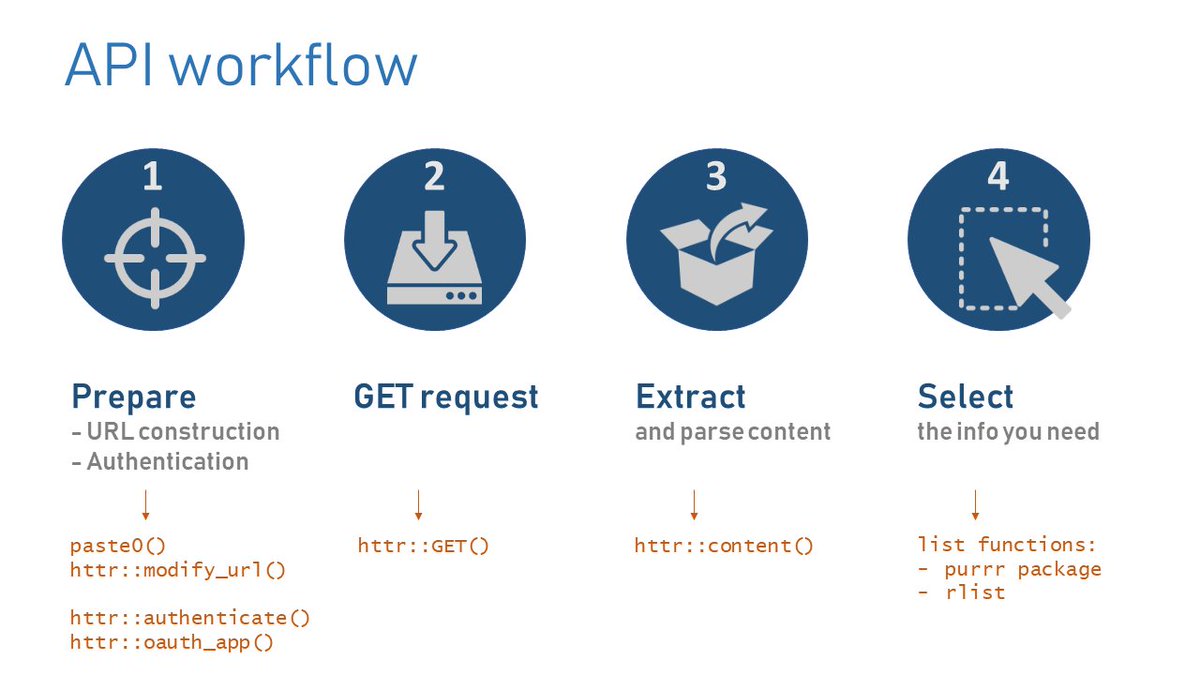 API workflow
1
2
3
4
Prepare
- URL construction
- Authentication
GET request
Extract
and parse content
Select
the info you need
paste0()
httr::modify_url()
httr::authenticate()
httr::oauth_app()
httr::GET()
httr::content()
list functions:
- purrr package
- rlist